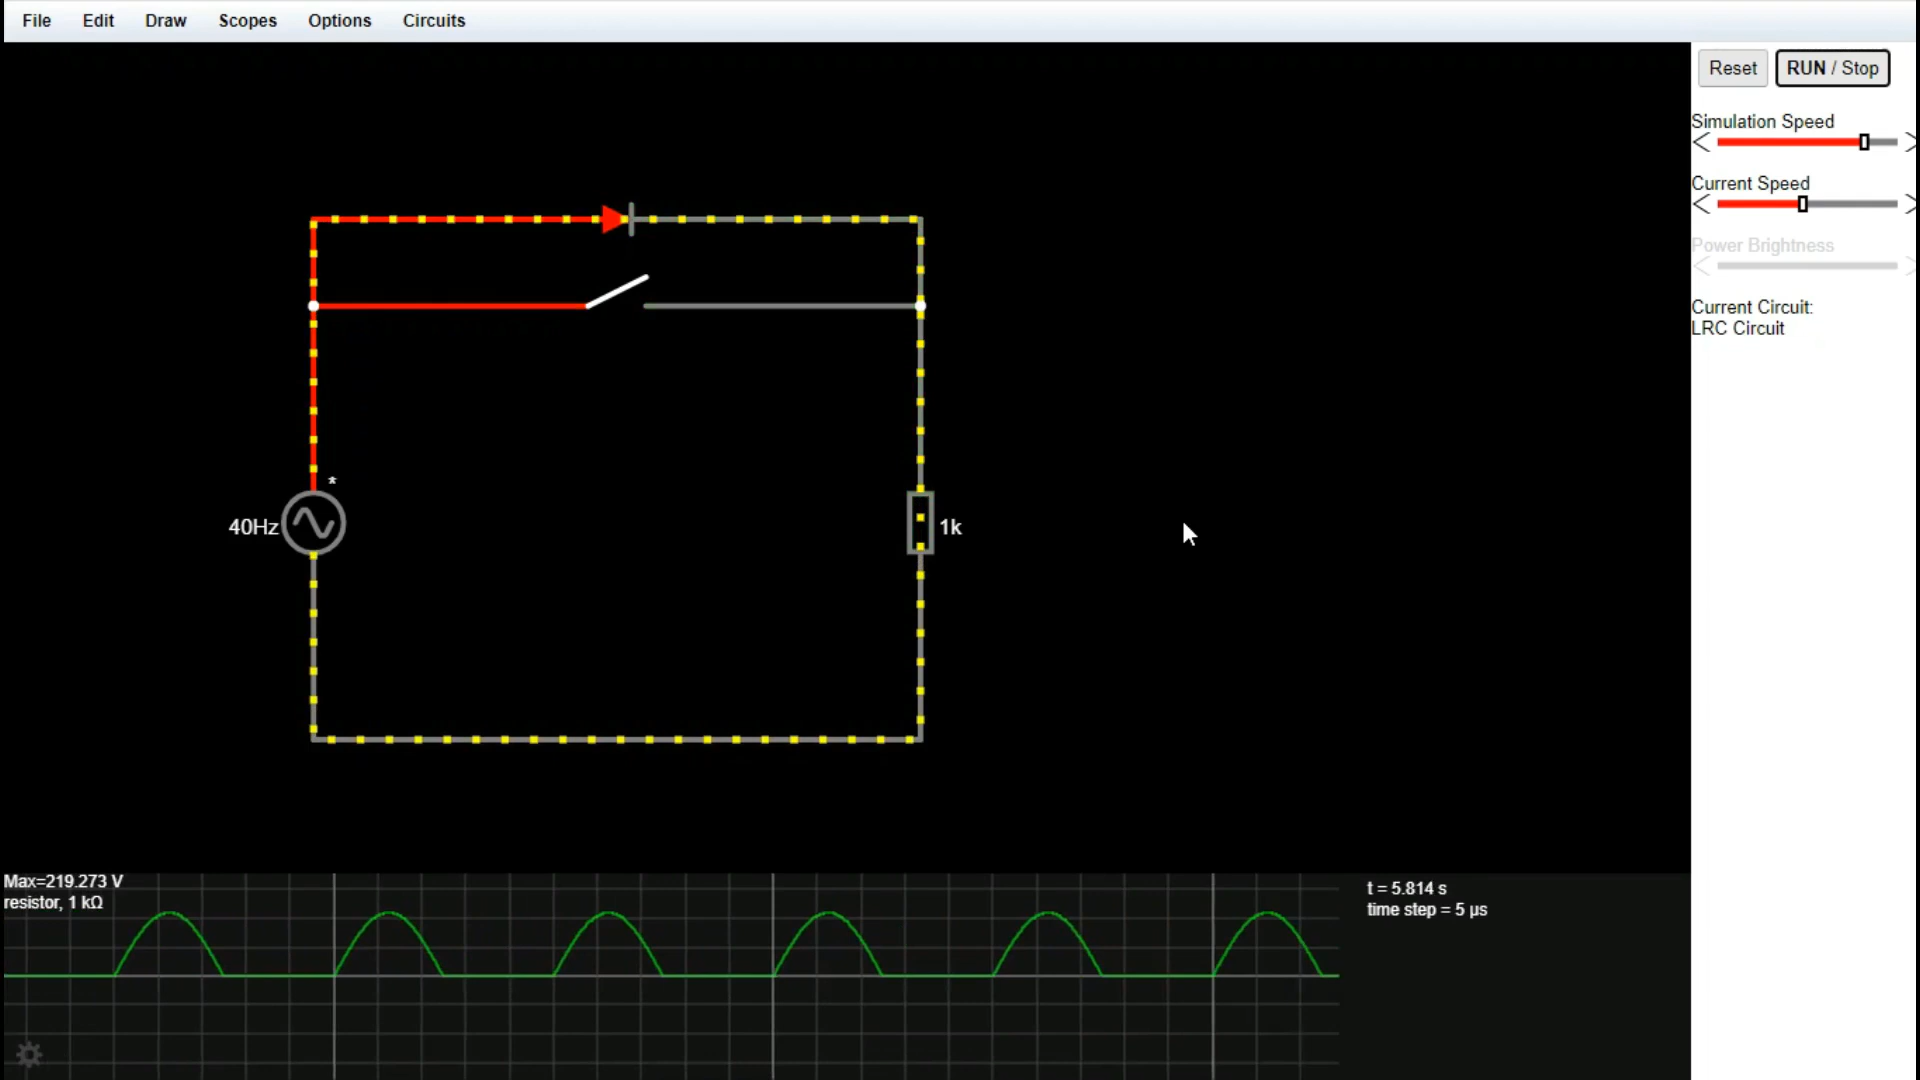 File Edit Draw Scopes Options Circuits
Reset RUN / Stop
Simulation Speed
Current Speed
Power Brightness
Current Circuit:
LRC Circuit
*
40Hz
1k
Max=219.273 V
resistor, 1 kΩ
t = 5.814 s
time step = 5 µs